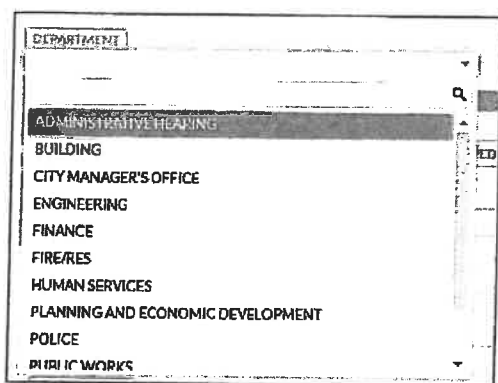 DEPARTMENT
ADMINISTRATIVE HEARING
BUILDING
CITY MANAGER'S OFFICE
ENGINEERING
FINANCE
FIRE/RES
HUMAN SERVICES
PLANNING AND ECONOMIC DEVELOPMENT
POLICE
PUBLIC WORKS